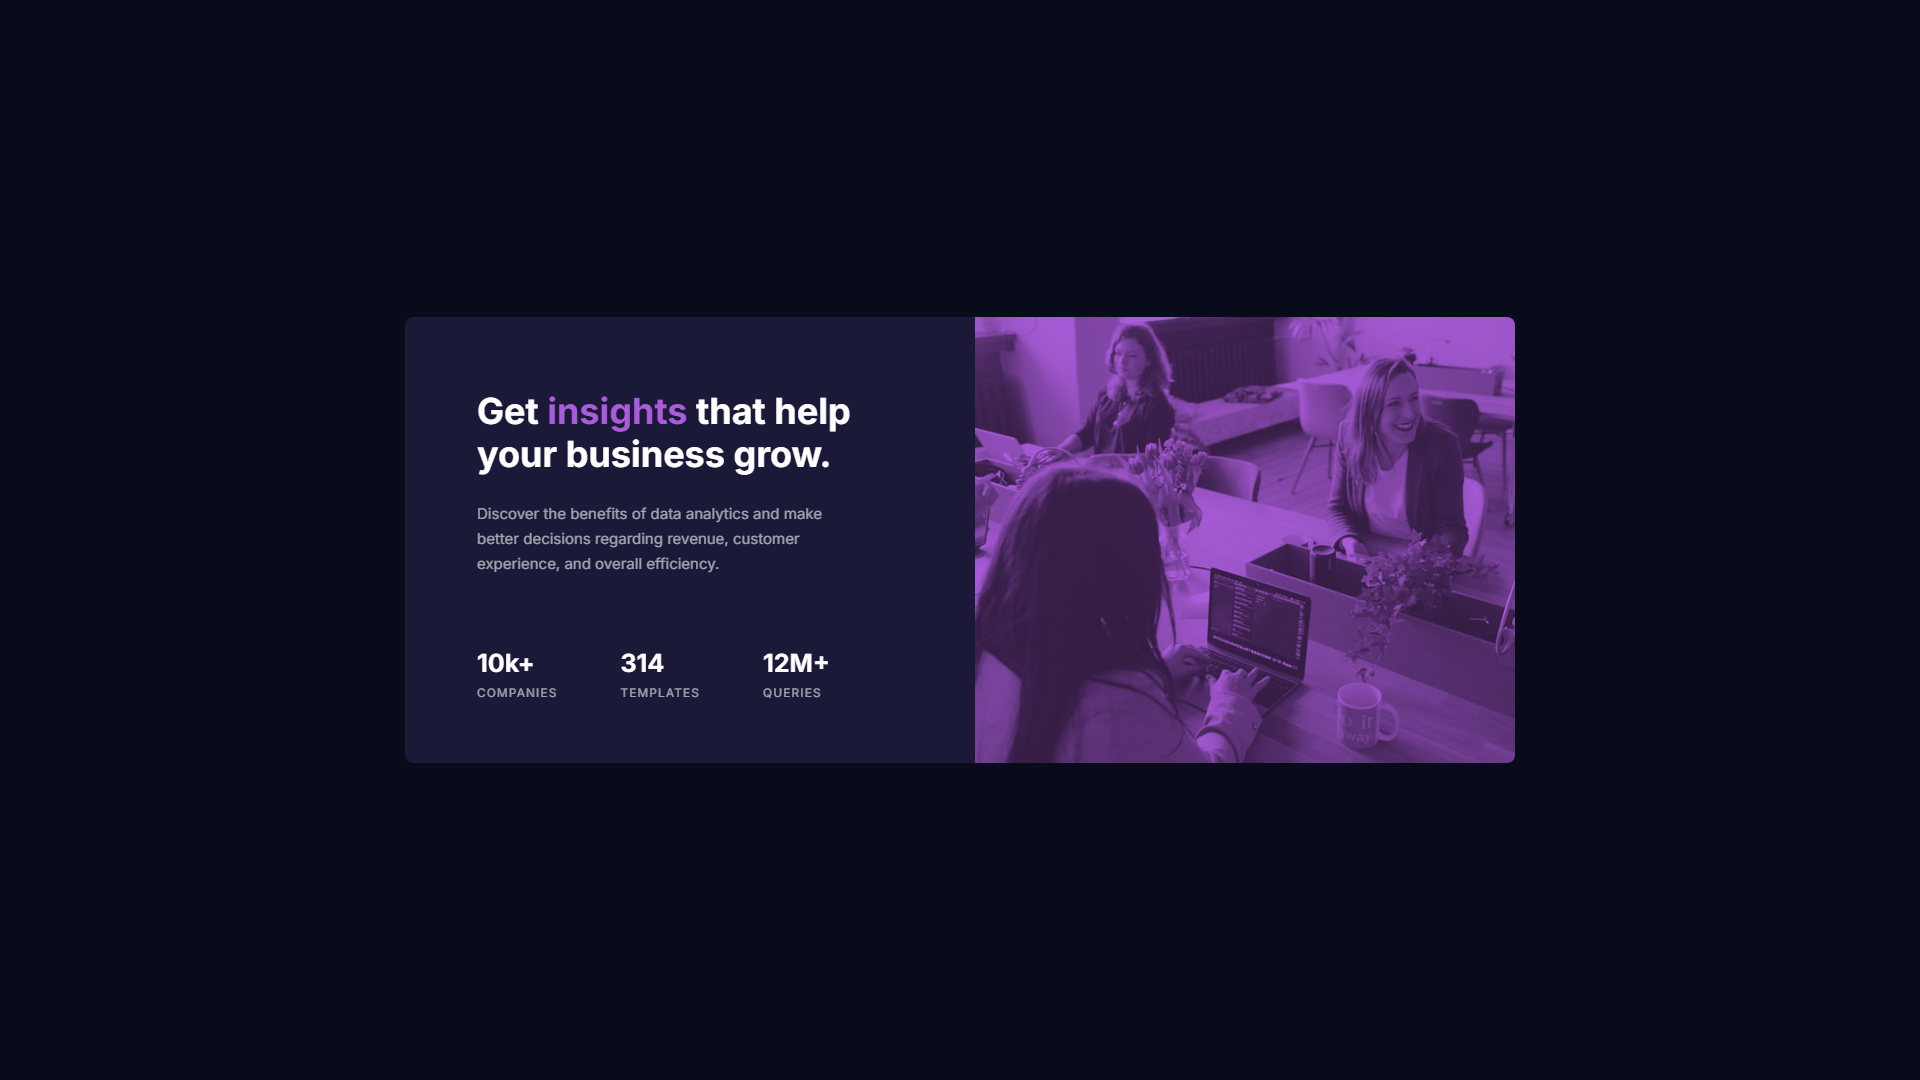 Get insights that help
your business grow.
Discover the benefits of data analytics and make
better decisions regarding revenue, customer
experience, and overall efficiency.
10k+ 314 12M+
COMPANIES TEMPLATES QUERIES